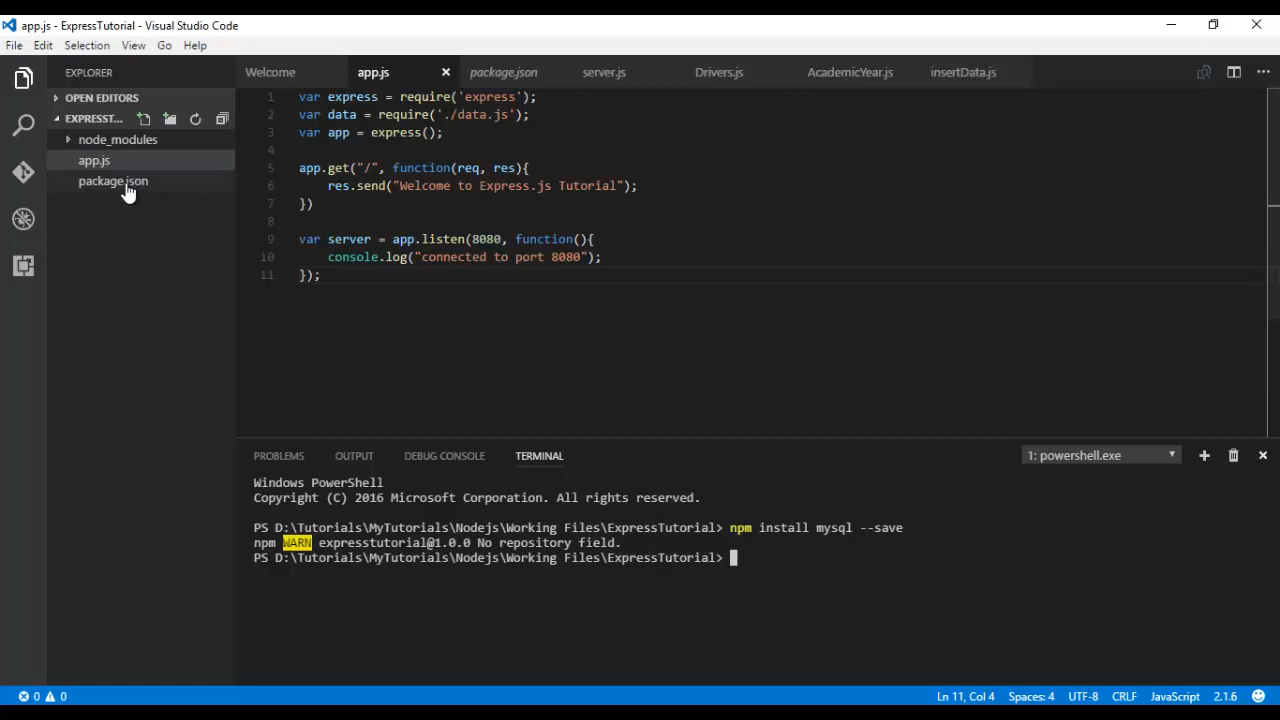 app.js - ExpressTutorial - Visual Studio Code
File Edit Selection View Go Help
EXPLORER
OPEN EDITORS
EXPRESST...
node_modules
app.js
package.json
Welcome app.js package.json server.js Drivers.js AcademicYear.js insertData.js
1 var express = require('express');
2 var data = require('./data.js');
3 var app = express();
4
5 app.get("/", function(req, res){
6 res.send("Welcome to Express.js Tutorial");
7 })
8
9 var server = app.listen(8080, function(){
10 console.log("connected to port 8080");
11 });
PROBLEMS OUTPUT DEBUG CONSOLE TERMINAL 1: powershell.exe
Windows PowerShell
Copyright (C) 2016 Microsoft Corporation. All rights reserved.
PS D:\Tutorials\MyTutorials\Nodejs\Working Files\ExpressTutorial> npm install mysql --save
npm WARN expresstutorial@1.0.0 No repository field.
PS D:\Tutorials\MyTutorials\Nodejs\Working Files\ExpressTutorial>
0 0 Ln 11, Col 4 Spaces: 4 UTF-8 CRLF JavaScript 2.1.6